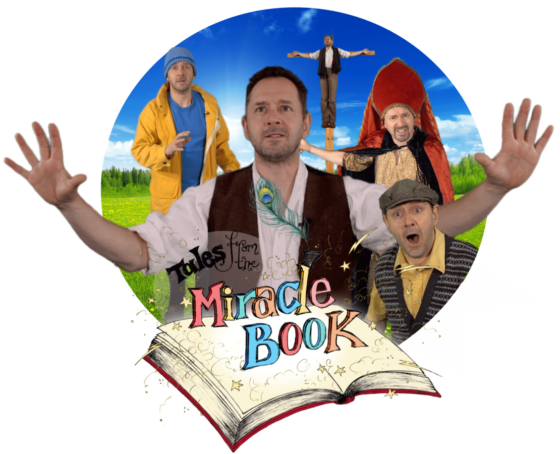 Tales from the
Miracle
BOOK